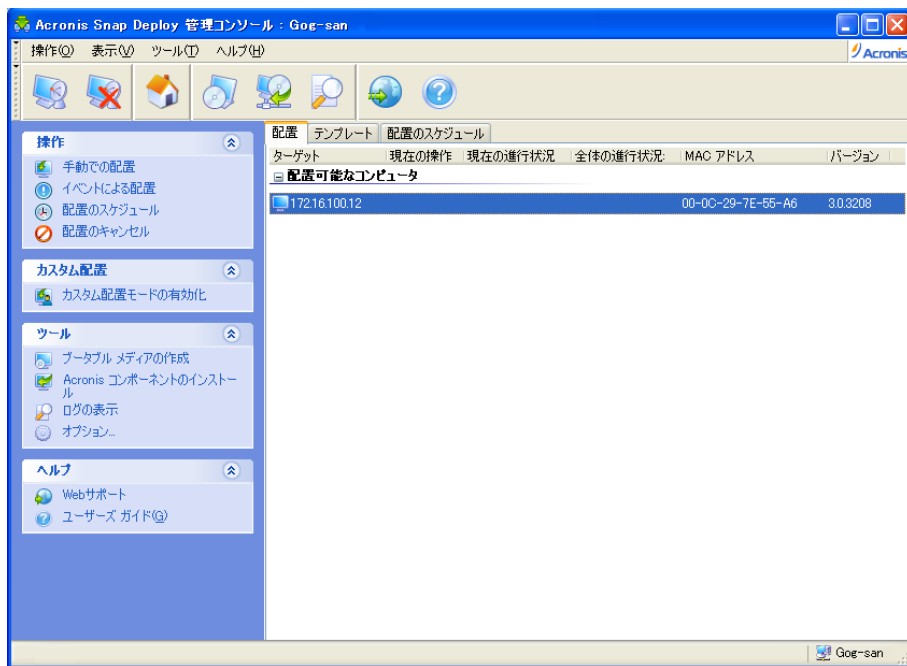 Acronis Snap Deploy 管理コンソール : Gog-san
操作(O) 表示(V) ツール(T) ヘルプ(H)
Acronis
操作
手動での配置
イベントによる配置
配置のスケジュール
配置のキャンセル
カスタム配置
カスタム配置モードの有効化
ツール
ブータブル メディアの作成
Acronis コンポーネントのインストー
ル
ログの表示
オプション...
ヘルプ
Webサポート
ユーザーズ ガイド(G)
配置 テンプレート 配置のスケジュール
ターゲット 現在の操作 現在の進行状況 全体の進行状況: MAC アドレス バージョン
配置可能なコンピュータ
172.16.100.12 00-0C-29-7E-55-A6 3.0.3208
Gog-san